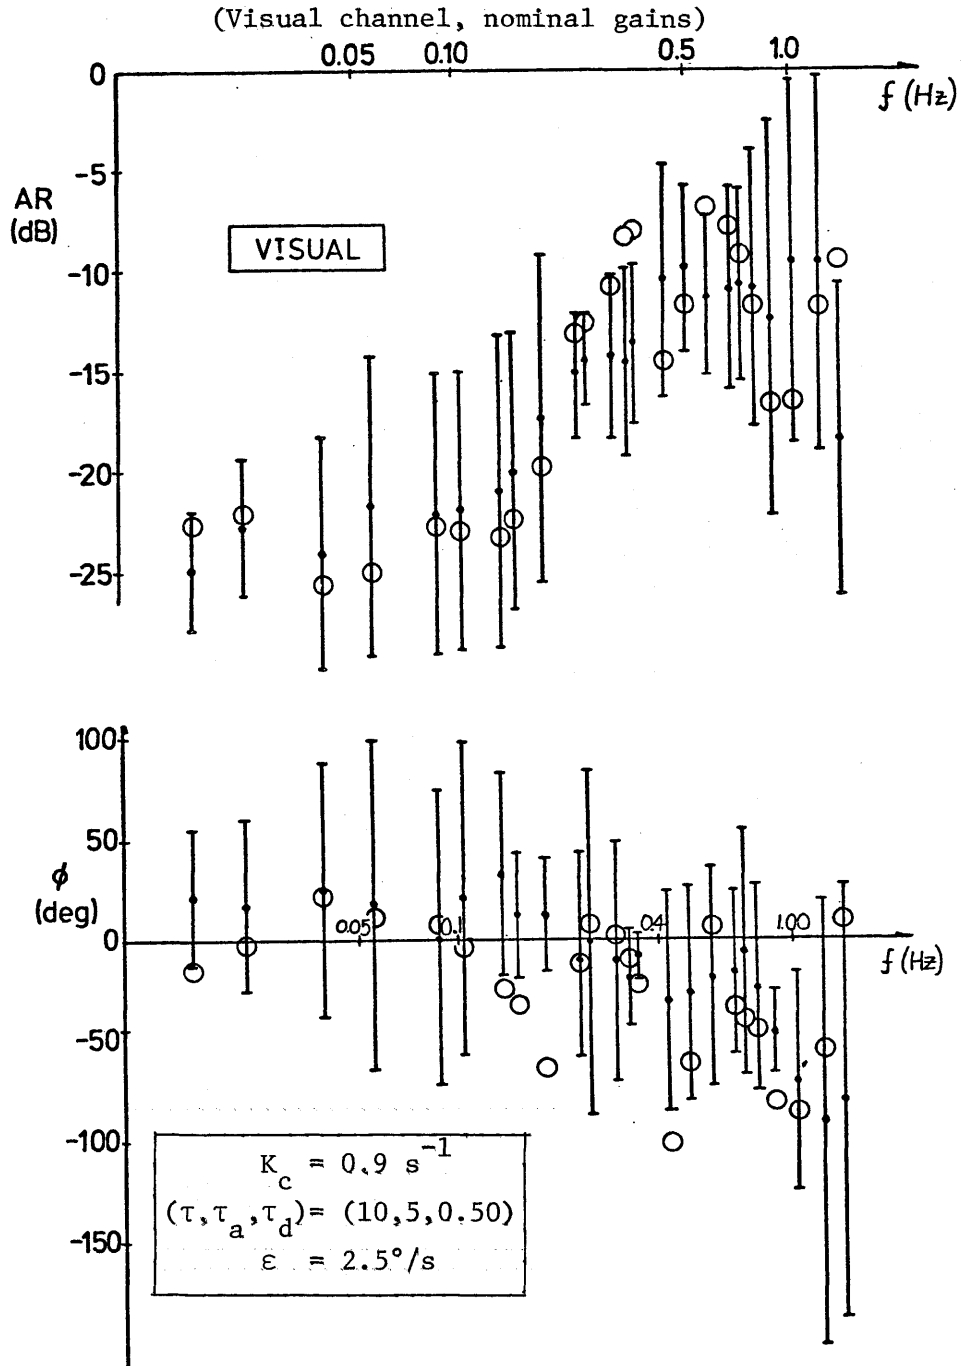 (Visual channel, nominal gains)
0.05 0.10 0.5 1.0
f (Hz)
0
-5
AR
(dB)
VISUAL
-10
-15
-20
-25
100
50
ϕ
(deg)
0
0.05 0.1 0.4 1.00
f (Hz)
-50
-100
-150
K_c = 0.9 s^-1
(τ,τ_a,τ_d)= (10,5,0.50)
ε = 2.5°/s